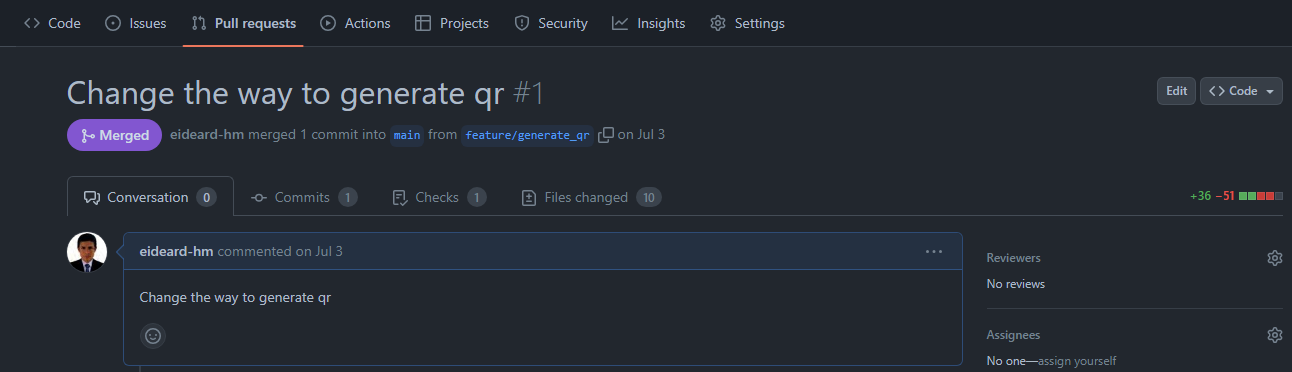 Code Issues Pull requests Actions Projects Security Insights Settings
Change the way to generate qr #1
Edit <> Code
Merged eideard-hm merged 1 commit into main from feature/generate_qr on Jul 3
Conversation 0 Commits 1 Checks 1 Files changed 10
+36 −51
eideard-hm commented on Jul 3
Reviewers
Change the way to generate qr
No reviews
Assignees
No one—assign yourself